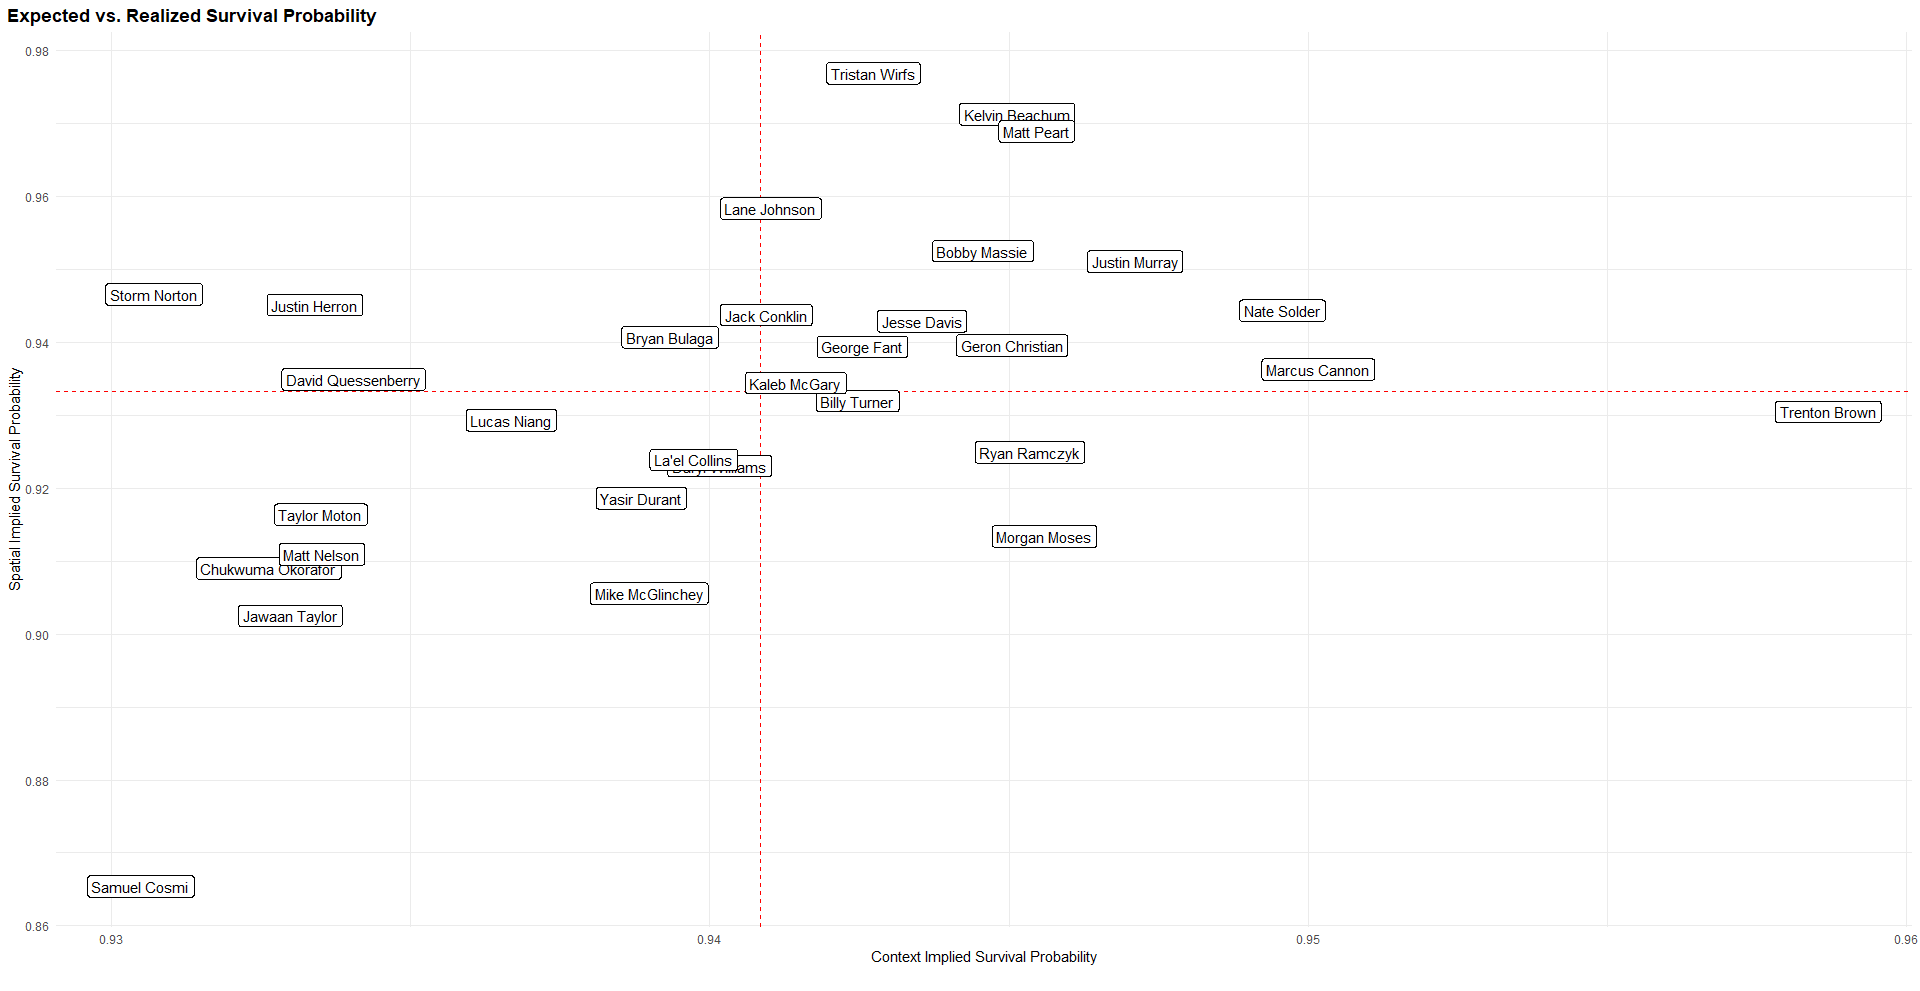 Expected vs. Realized Survival Probability
0.98
Tristan Wirfs
Kelvin Beachum
Matt Peart
0.96
Lane Johnson
Bobby Massie
Justin Murray
Storm Norton
Justin Herron
Nate Solder
Jack Conklin
Jesse Davis
Bryan Bulaga
0.94
George Fant
Geron Christian
Marcus Cannon
David Quessenberry
Kaleb McGary
Billy Turner
Trenton Brown
Lucas Niang
Ryan Ramczyk
La'el Collins
Spatial Implied Survival Probability
0.92
Yasir Durant
Taylor Moton
Morgan Moses
Matt Nelson
Chukwuma Okorafor
Mike McGlinchey
Jawaan Taylor
0.90
0.88
Samuel Cosmi
0.86
0.93
0.94
0.95
0.96
Context Implied Survival Probability